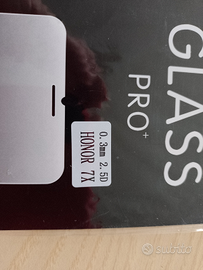 GLASS
PRO+
0.3mm 2.5D
HONOR 7X